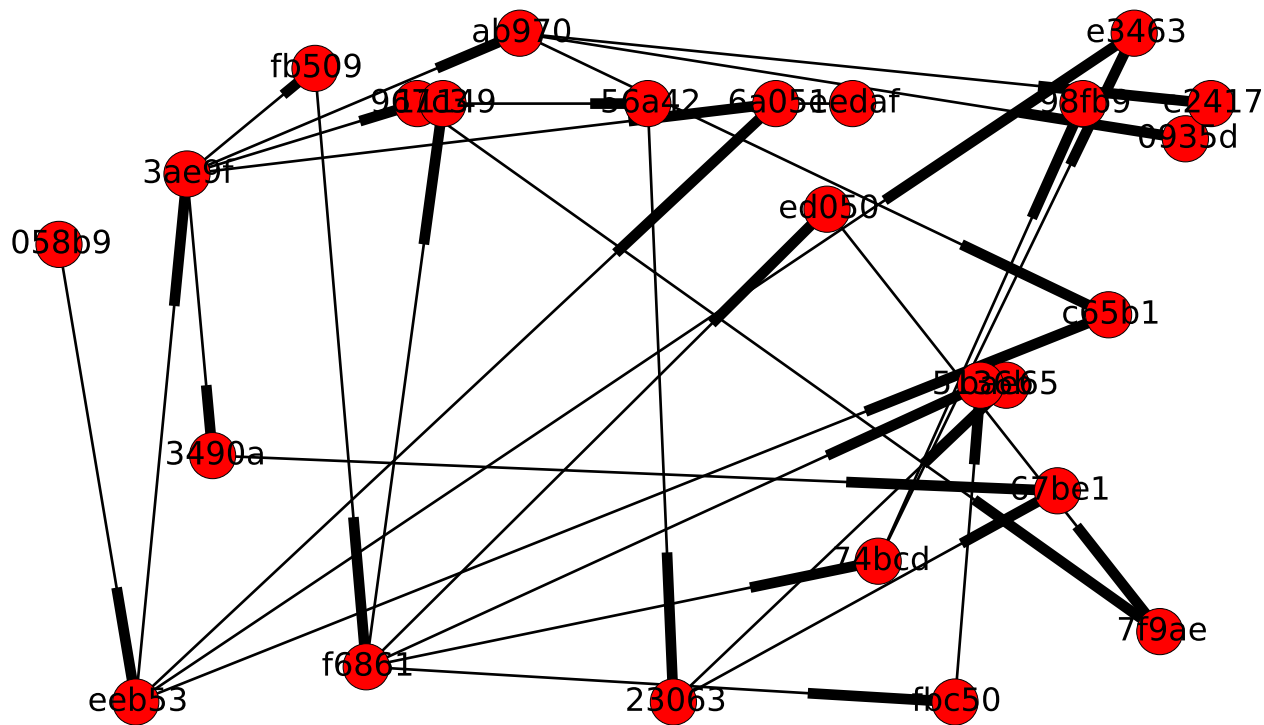 ab970
e3463
fb509
56a42
6a051
eedaf
98fb9
e2417
0935d
3ae9f
ed050
058b9
c65b1
3490a
67be1
74bcd
7f9ae
f6861
eeb53
23063
fbc50